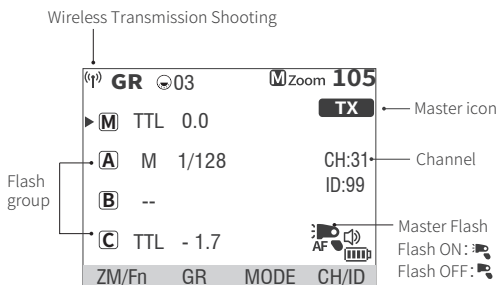 Wireless Transmission Shooting
GR 03 M Zoom 105
TX
Master icon
M TTL 0.0
A M 1/128
CH:31
Channel
ID:99
Flash
group
B --
C TTL - 1.7
AF
Master Flash
Flash ON:
Flash OFF:
ZM/Fn GR MODE CH/ID